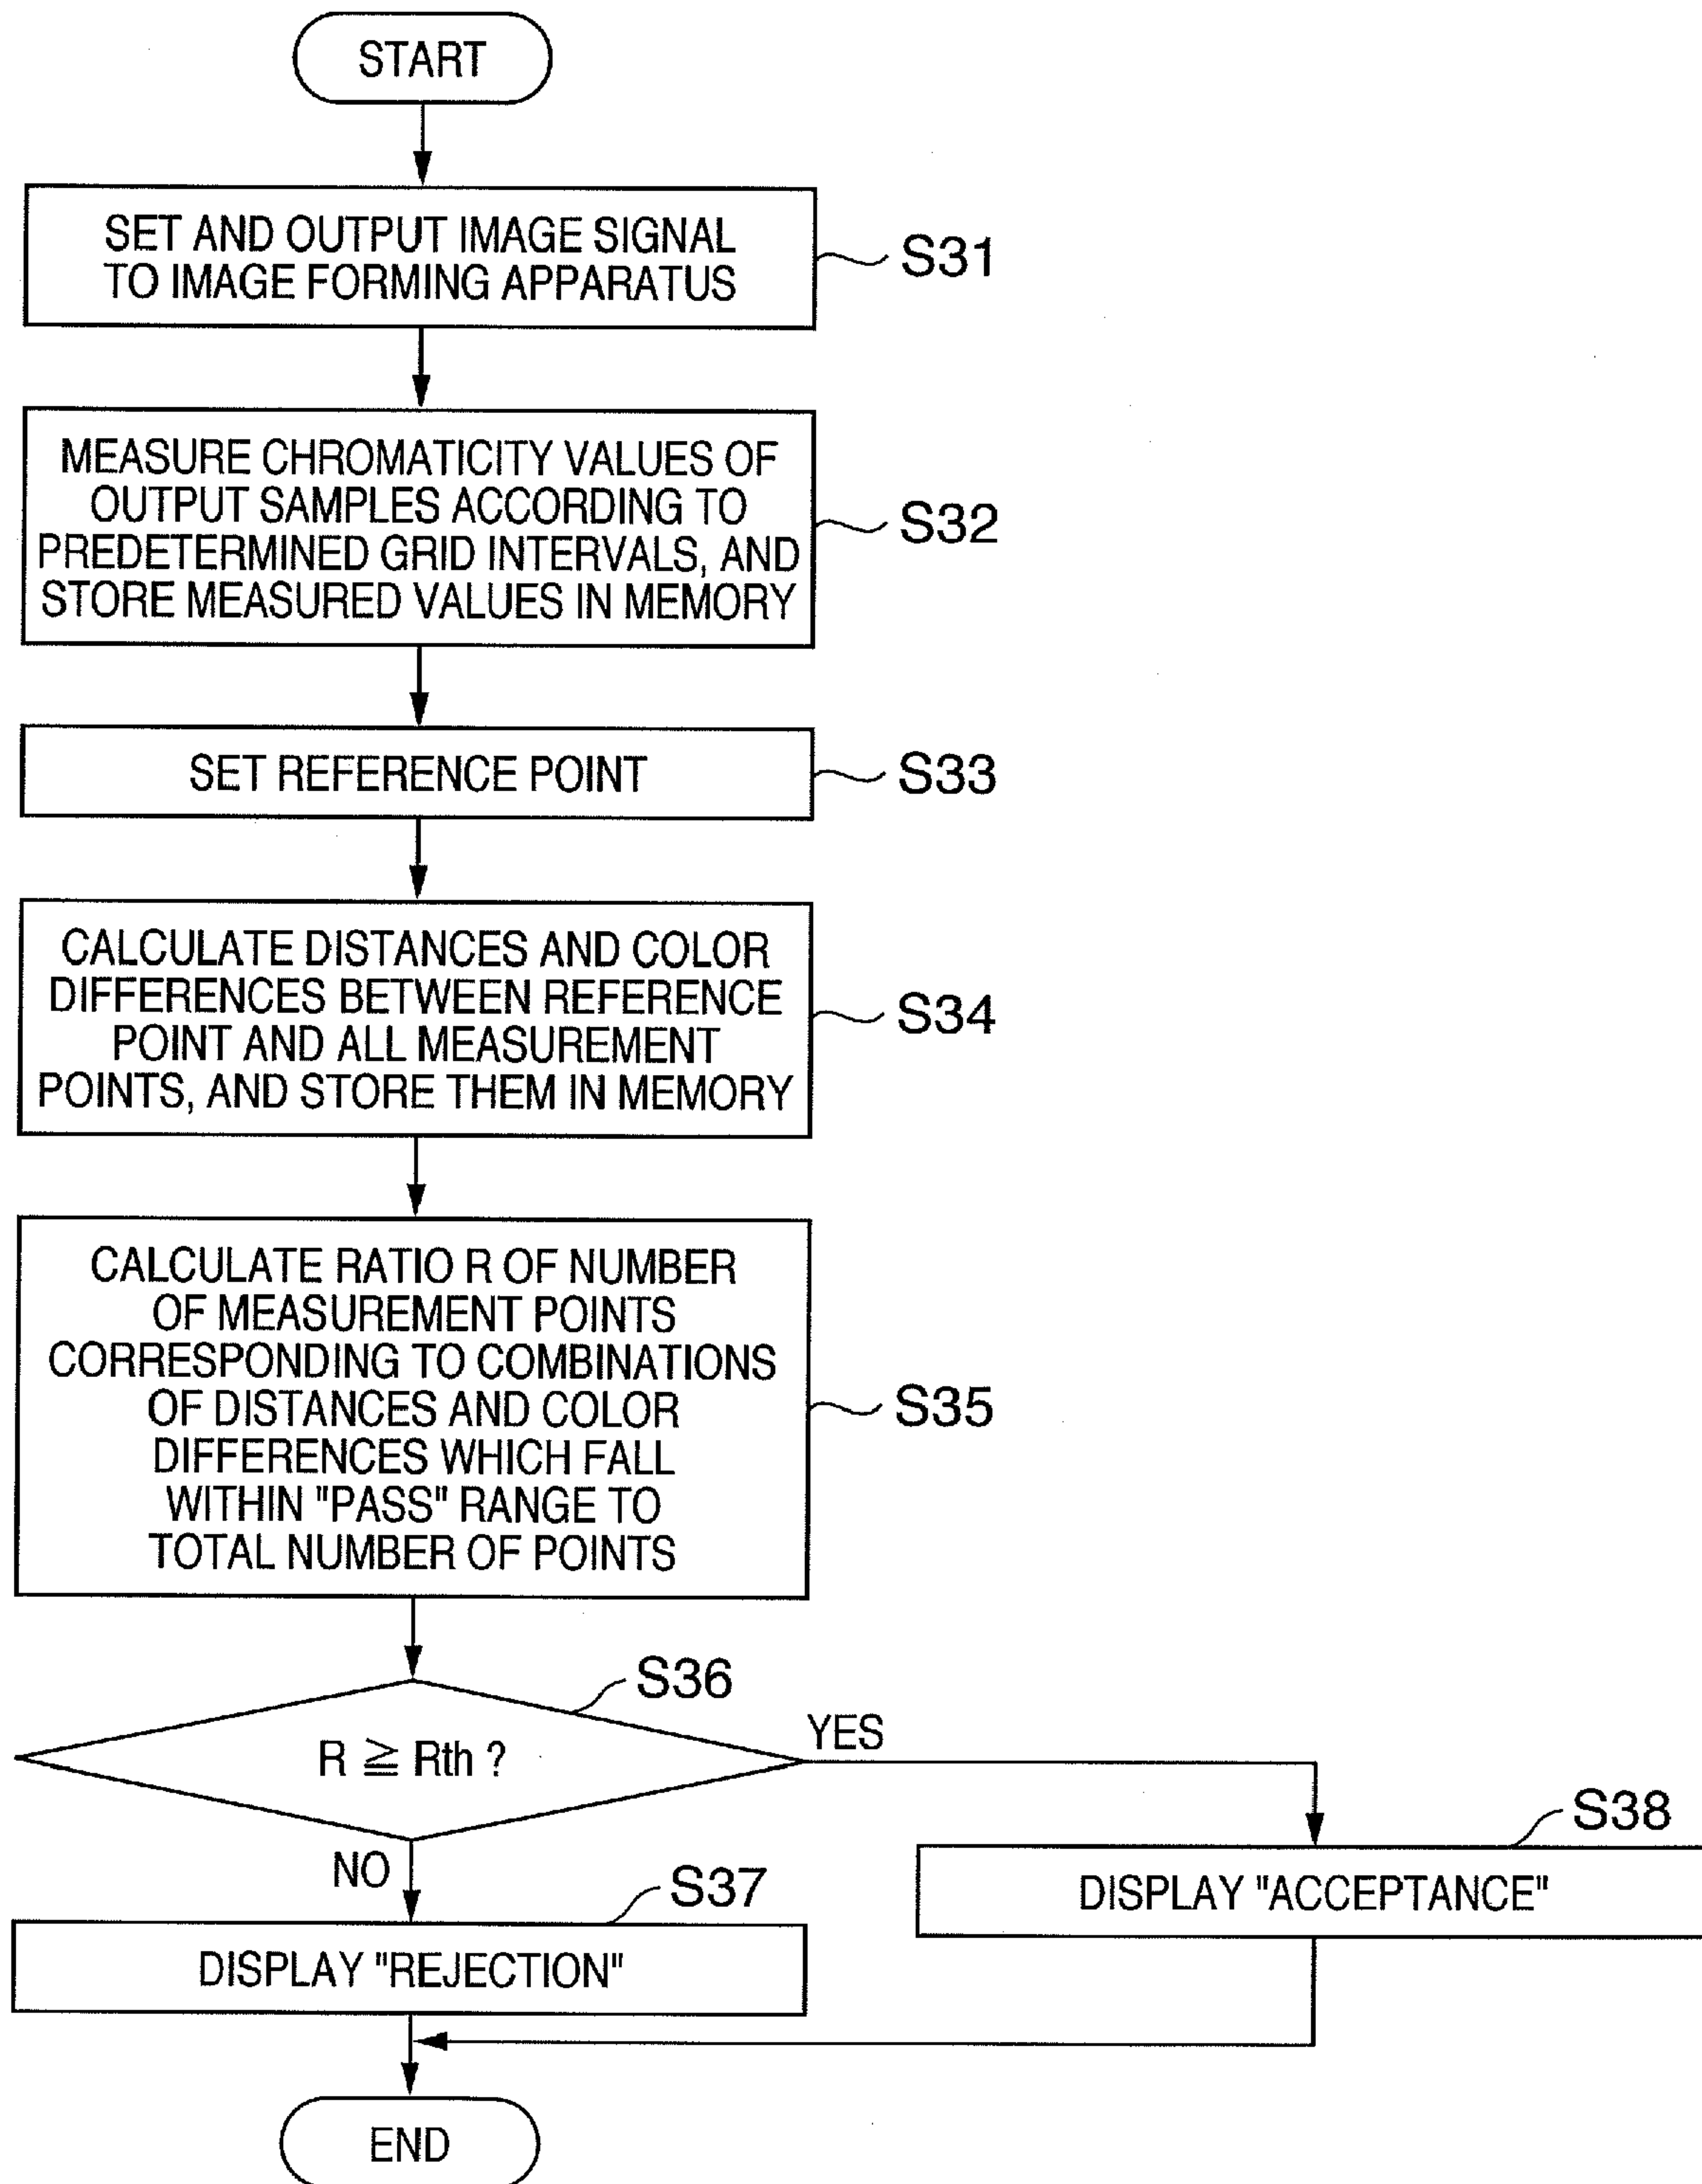 START
SET AND OUTPUT IMAGE SIGNAL
TO IMAGE FORMING APPARATUS
S31
MEASURE CHROMATICITY VALUES OF
OUTPUT SAMPLES ACCORDING TO
PREDETERMINED GRID INTERVALS, AND
STORE MEASURED VALUES IN MEMORY
S32
SET REFERENCE POINT
S33
CALCULATE DISTANCES AND COLOR
DIFFERENCES BETWEEN REFERENCE
POINT AND ALL MEASUREMENT
POINTS, AND STORE THEM IN MEMORY
S34
CALCULATE RATIO R OF NUMBER
OF MEASUREMENT POINTS
CORRESPONDING TO COMBINATIONS
OF DISTANCES AND COLOR
DIFFERENCES WHICH FALL
WITHIN "PASS" RANGE TO
TOTAL NUMBER OF POINTS
S35
S36
R ≧ Rth ?
YES
NO
S38
DISPLAY "ACCEPTANCE"
S37
DISPLAY "REJECTION"
END